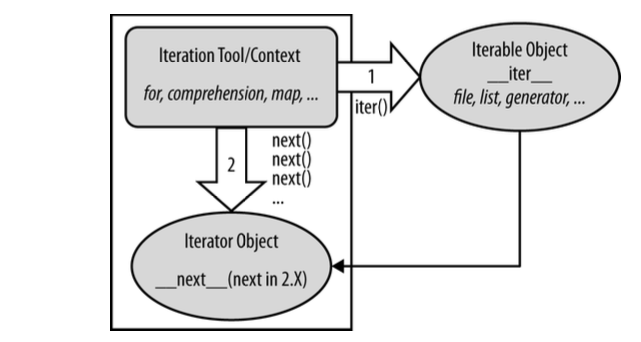 Iteration Tool/Context
for, comprehension, map, ...
1
iter()
Iterable Object
__iter__
file, list, generator, ...
2
next()
next()
next()
...
Iterator Object
__next__(next in 2.X)